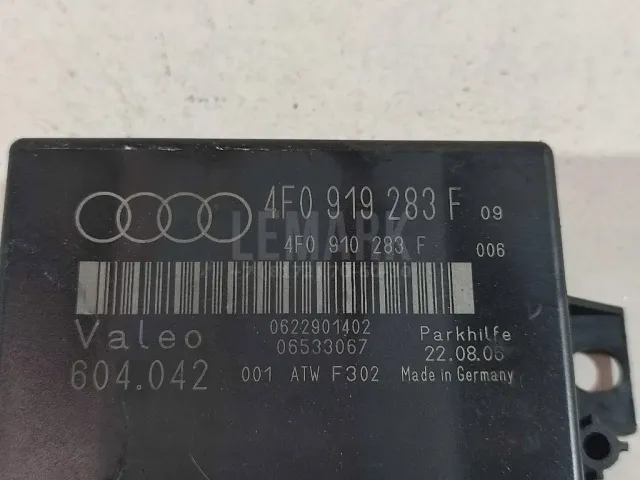 4F0 919 283 F 09
4F0 910 283 F 006
LEMARK
Valeo 0622901402 Parkhilfe
06533067 22.08.06
604.042 001 ATW F302 Made in Germany